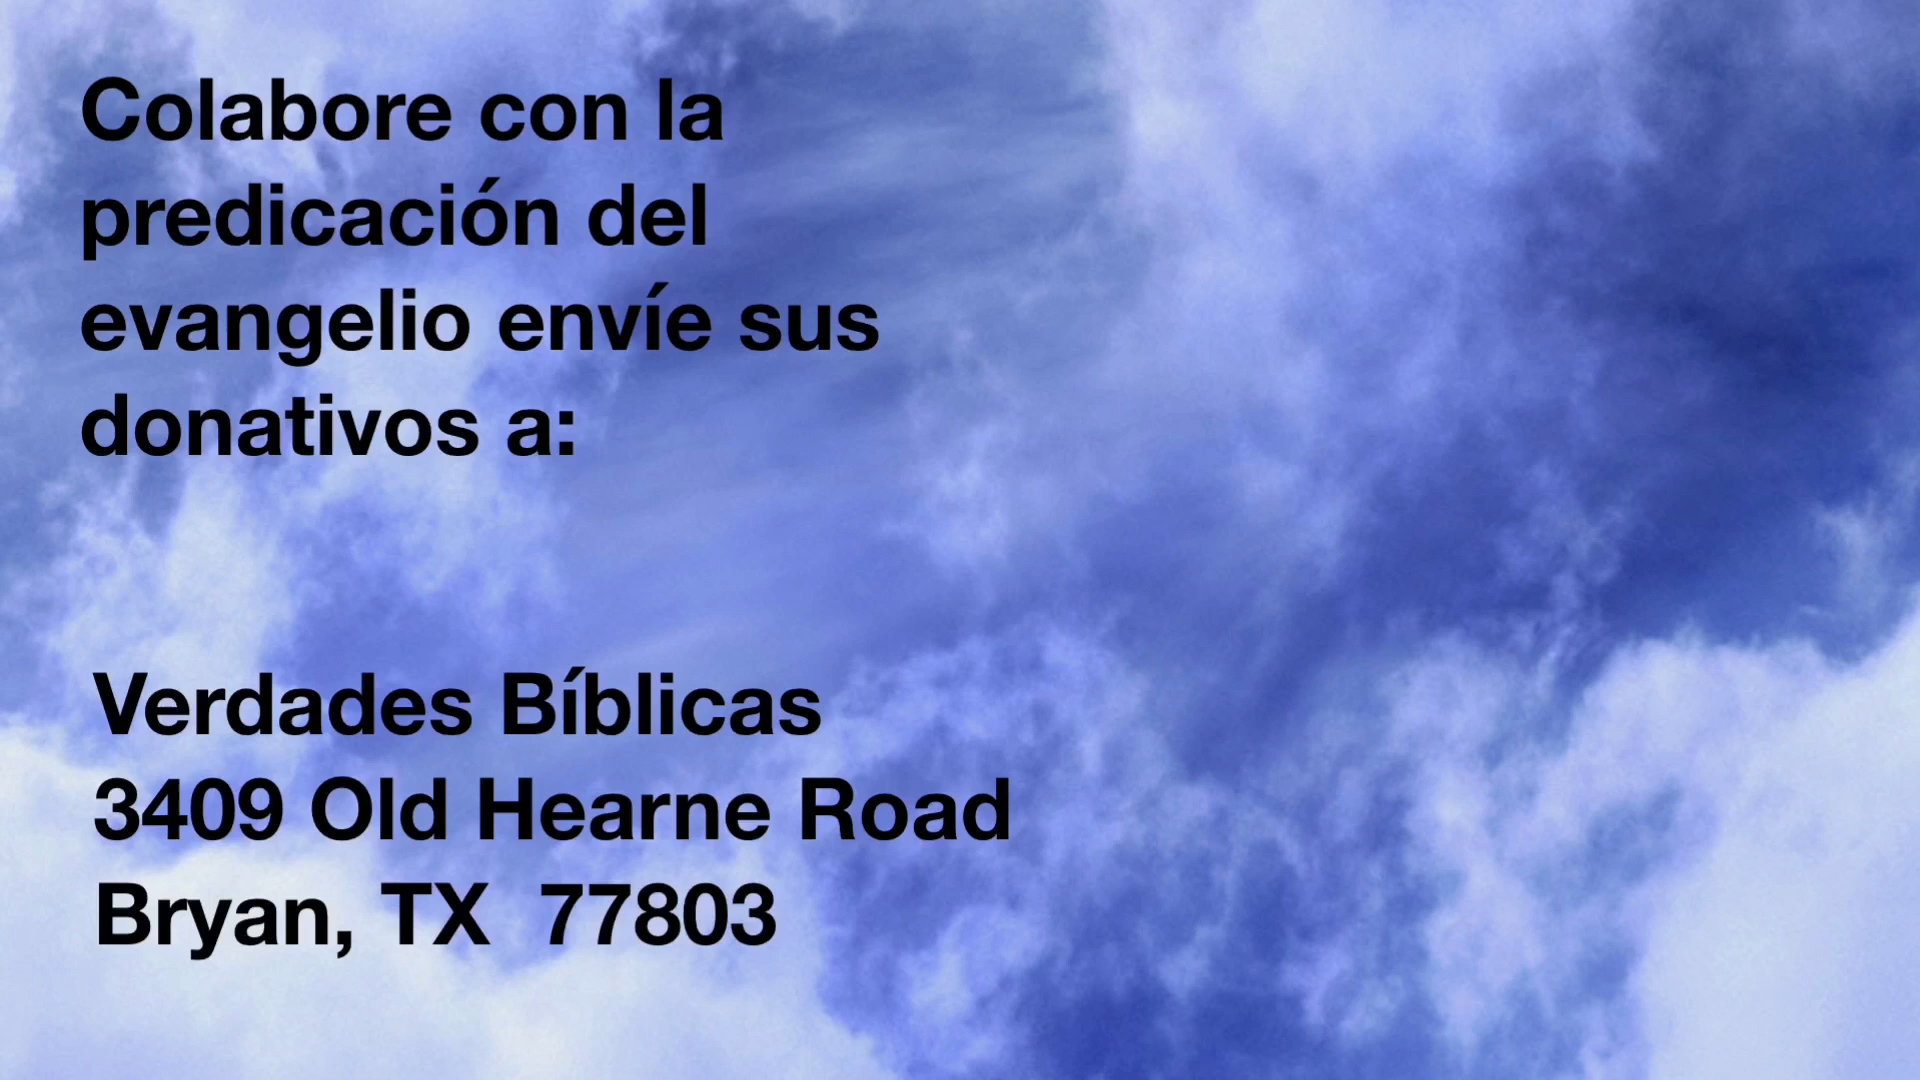 Colabore con la
predicación del
evangelio envíe sus
donativos a:
Verdades Bíblicas
3409 Old Hearne Road
Bryan, TX  77803